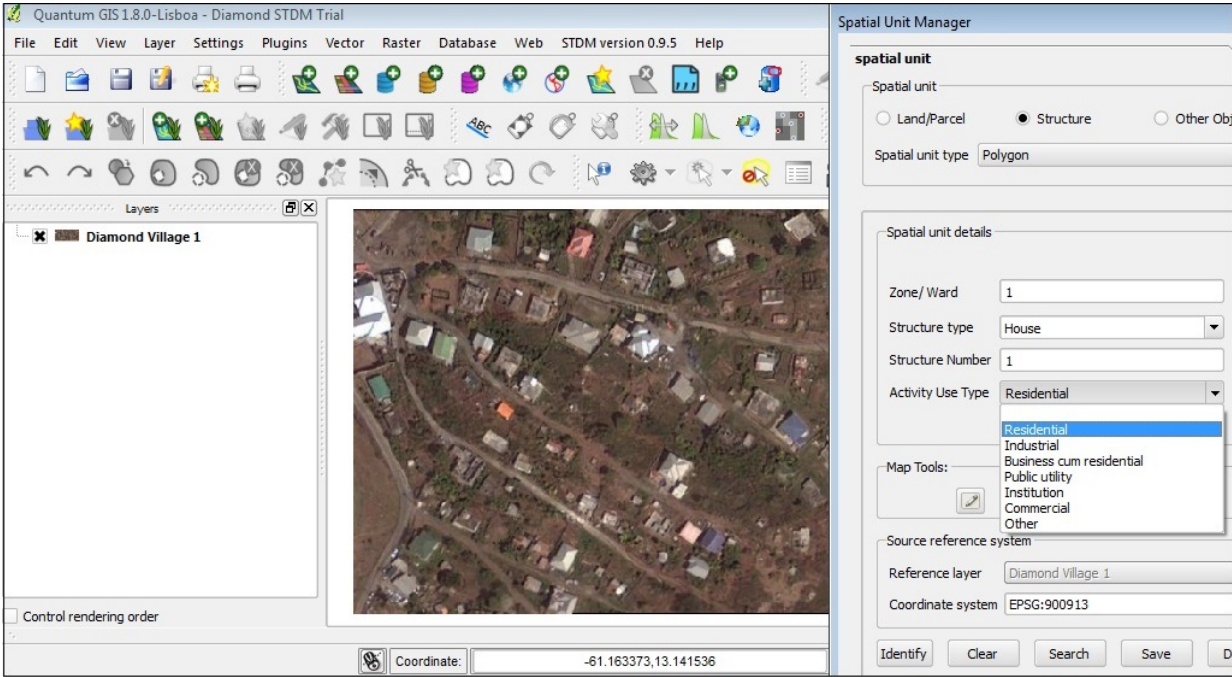 Quantum GIS 1.8.0-Lisboa - Diamond STDM Trial
File Edit View Layer Settings Plugins Vector Raster Database Web STDM version 0.9.5 Help
ABC
Layers
Diamond Village 1
Control rendering order
Coordinate: -61.163373,13.141536
Spatial Unit Manager
spatial unit
Spatial unit
Land/Parcel Structure Other Obj
Spatial unit type Polygon
Spatial unit details
Zone/ Ward 1
Structure type House
Structure Number 1
Activity Use Type Residential
Residential
Industrial
Business cum residential
Public utility
Institution
Commercial
Other
Map Tools:
Source reference system
Reference layer Diamond Village 1
Coordinate system EPSG:900913
Identify Clear Search Save D